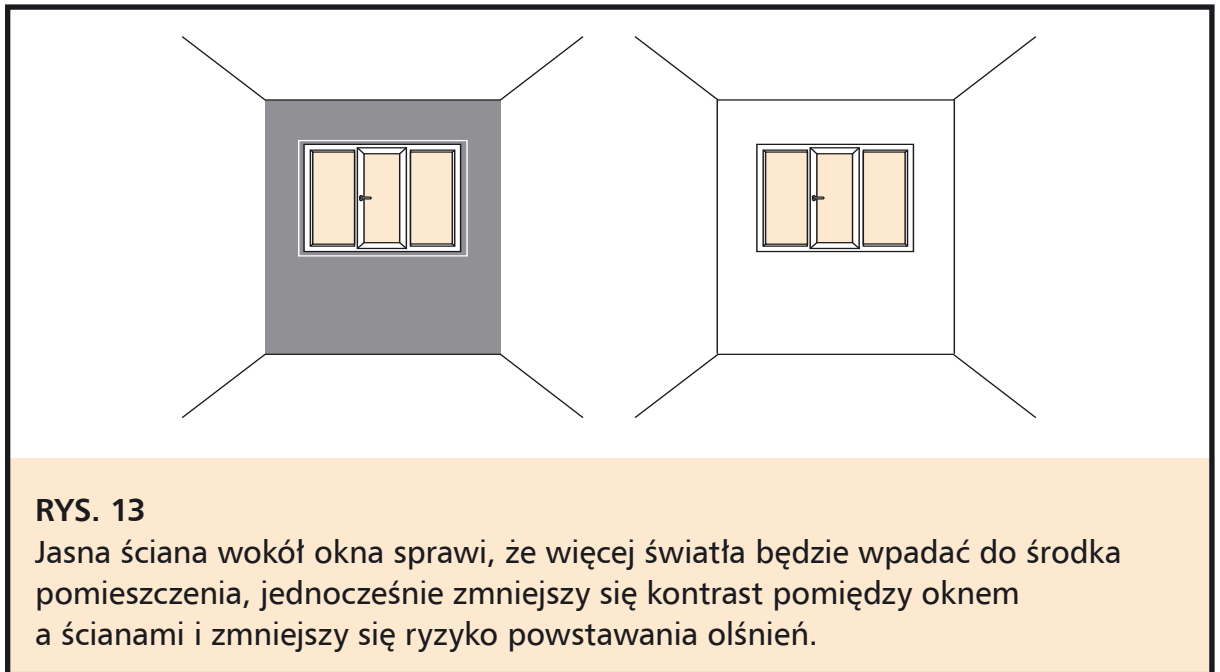 RYS. 13
Jasna ściana wokół okna sprawi, że więcej światła będzie wpadać do środka
pomieszczenia, jednocześnie zmniejszy się kontrast pomiędzy oknem
a ścianami i zmniejszy się ryzyko powstawania olśnień.